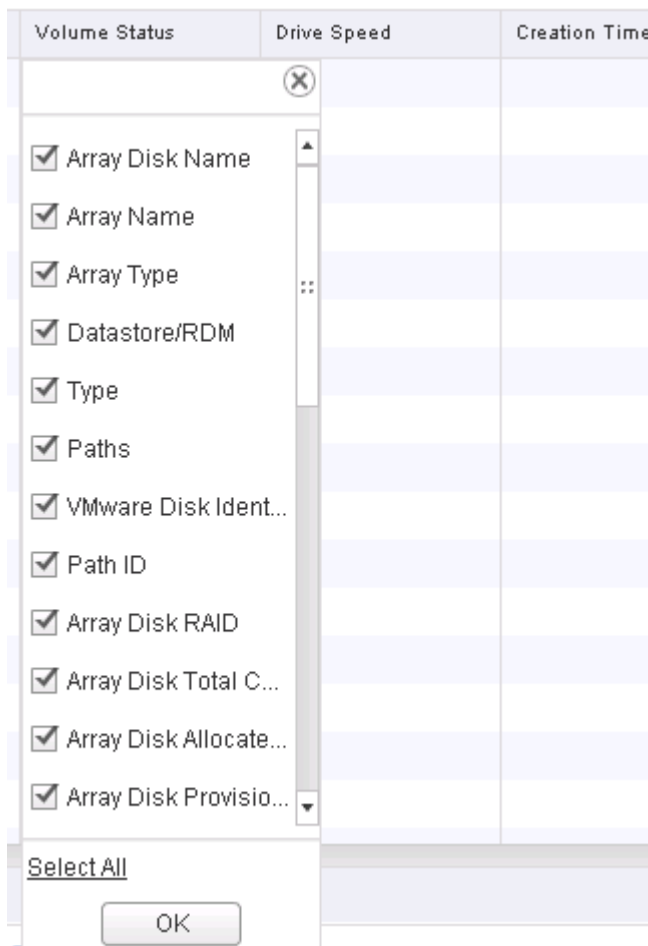 Volume Status Drive Speed Creation Time
Array Disk Name
Array Name
Array Type
Datastore/RDM
Type
Paths
VMware Disk Ident...
Path ID
Array Disk RAID
Array Disk Total C...
Array Disk Allocate...
Array Disk Provisio...
Select All
OK